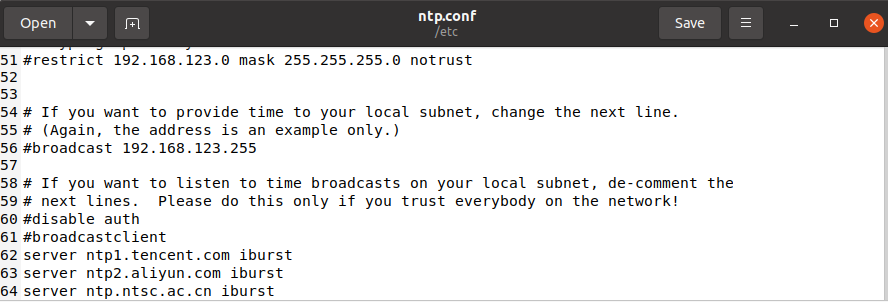 Open
ntp.conf
/etc
Save
51 #restrict 192.168.123.0 mask 255.255.255.0 notrust
52
53
54 # If you want to provide time to your local subnet, change the next line.
55 # (Again, the address is an example only.)
56 #broadcast 192.168.123.255
57
58 # If you want to listen to time broadcasts on your local subnet, de-comment the
59 # next lines.  Please do this only if you trust everybody on the network!
60 #disable auth
61 #broadcastclient
62 server ntp1.tencent.com iburst
63 server ntp2.aliyun.com iburst
64 server ntp.ntsc.ac.cn iburst